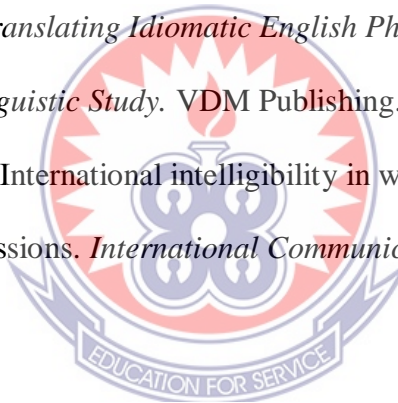 ranslating Idiomatic English Ph
guistic Study. VDM Publishing.
International intelligibility in w
ssions. International Communic
EDUCATION FOR SERVICE